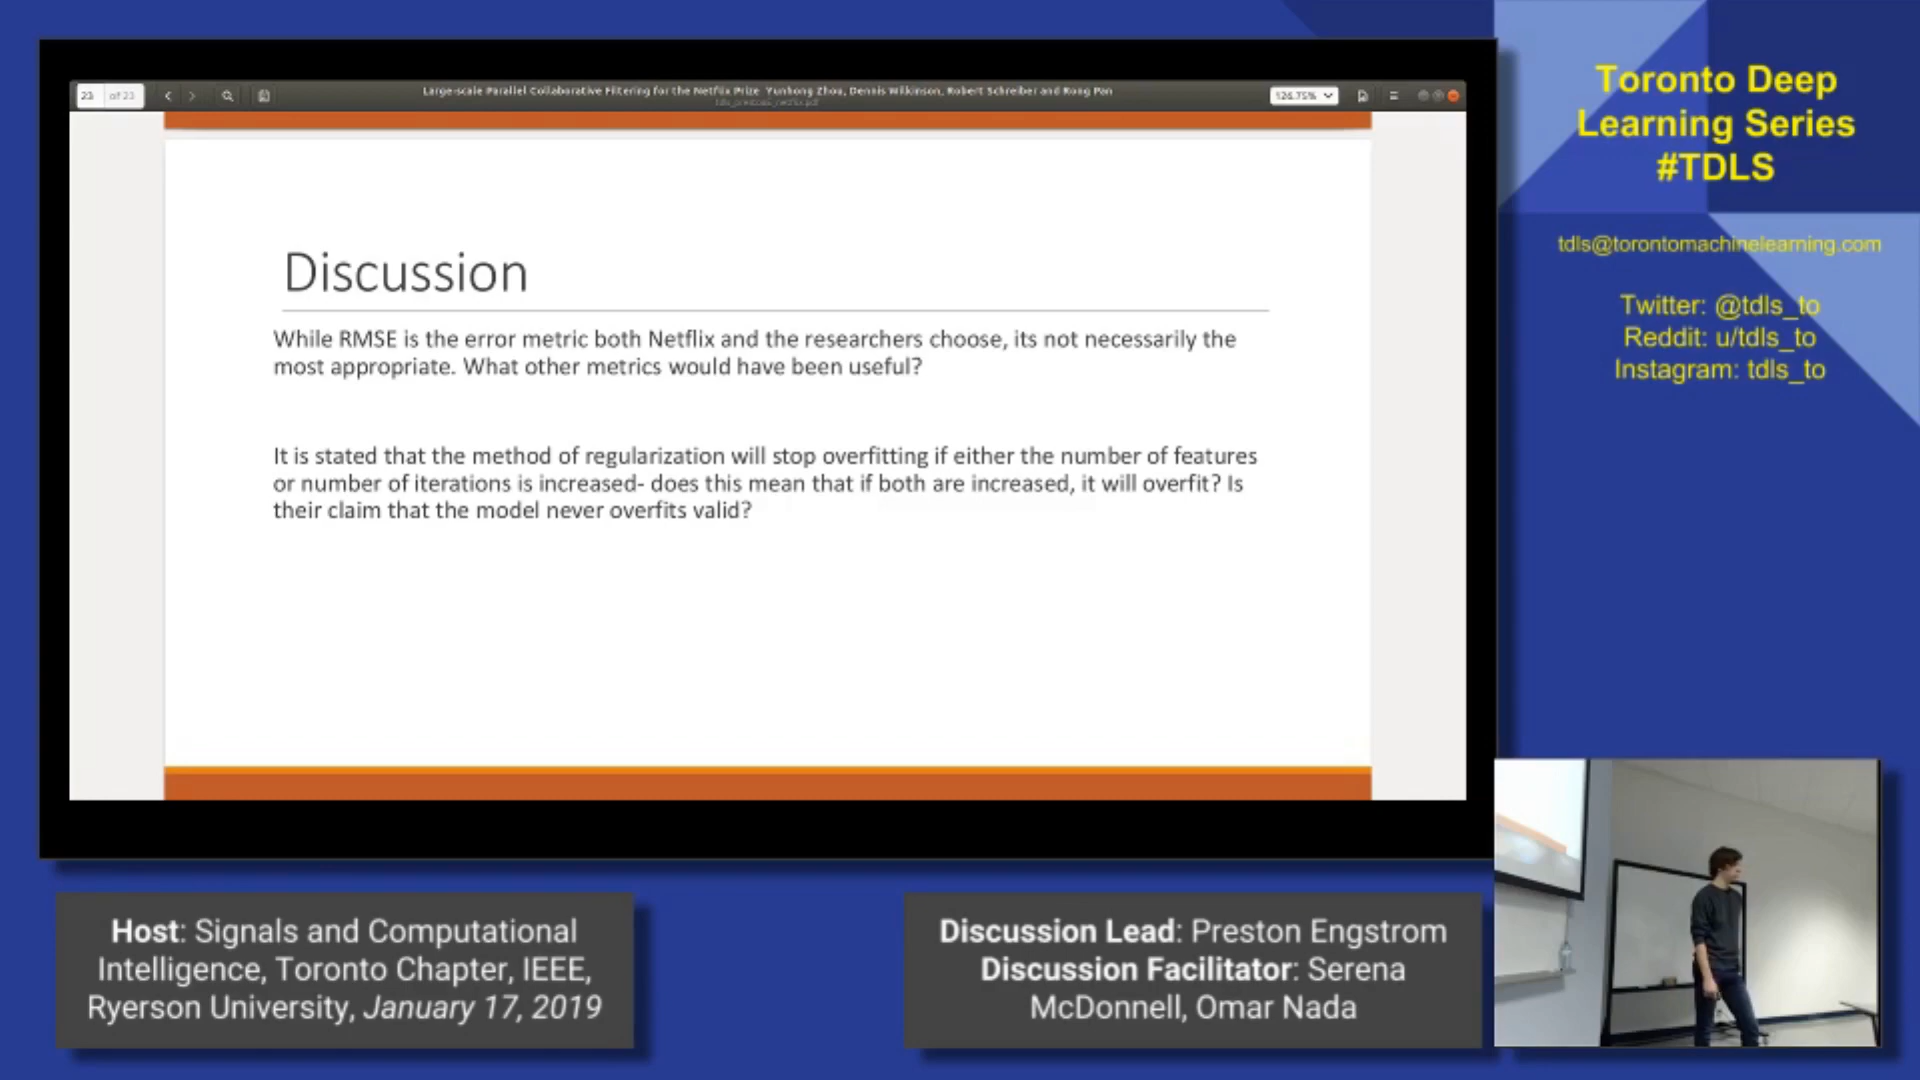 23 of 23
Large-scale Parallel Collaborative Filtering for the Netflix Prize Yunhong Zhou, Dennis Wilkinson, Robert Schreiber and Rong Pan
126.75%
Discussion
While RMSE is the error metric both Netflix and the researchers choose, its not necessarily the
most appropriate. What other metrics would have been useful?
It is stated that the method of regularization will stop overfitting if either the number of features
or number of iterations is increased- does this mean that if both are increased, it will overfit? Is
their claim that the model never overfits valid?
Toronto Deep
Learning Series
#TDLS
tdls@torontomachinelearning.com
Twitter: @tdls_to
Reddit: u/tdls_to
Instagram: tdls_to
Host: Signals and Computational
Intelligence, Toronto Chapter, IEEE,
Ryerson University, January 17, 2019
Discussion Lead: Preston Engstrom
Discussion Facilitator: Serena
McDonnell, Omar Nada